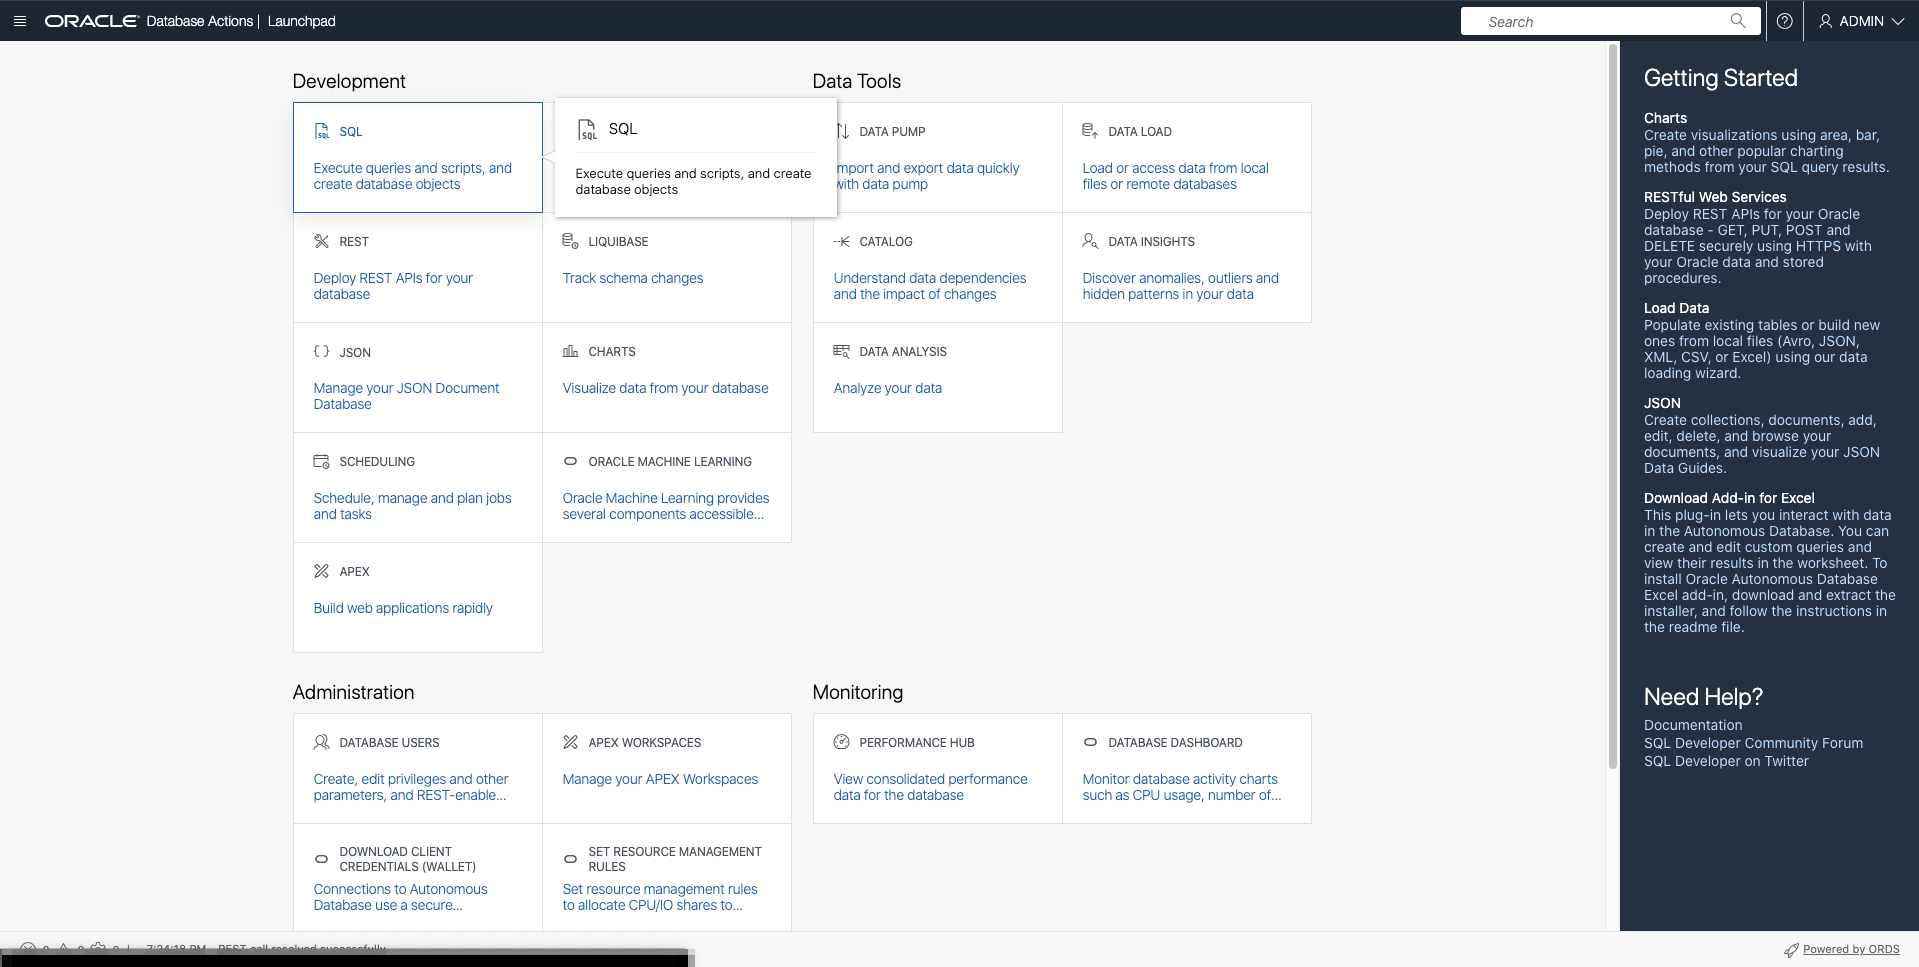 ORACLE Database Actions | Launchpad
Search
ADMIN
Development
SQL
Execute queries and scripts, and
create database objects
SQL
Execute queries and scripts, and create
database objects
REST
Deploy REST APIs for your
database
LIQUIBASE
Track schema changes
JSON
Manage your JSON Document
Database
CHARTS
Visualize data from your database
SCHEDULING
Schedule, manage and plan jobs
and tasks
ORACLE MACHINE LEARNING
Oracle Machine Learning provides
several components accessible...
APEX
Build web applications rapidly
Data Tools
DATA PUMP
mport and export data quickly
with data pump
DATA LOAD
Load or access data from local
files or remote databases
CATALOG
Understand data dependencies
and the impact of changes
DATA INSIGHTS
Discover anomalies, outliers and
hidden patterns in your data
DATA ANALYSIS
Analyze your data
Administration
DATABASE USERS
Create, edit privileges and other
parameters, and REST-enable...
APEX WORKSPACES
Manage your APEX Workspaces
DOWNLOAD CLIENT
CREDENTIALS (WALLET)
Connections to Autonomous
Database use a secure...
SET RESOURCE MANAGEMENT
RULES
Set resource management rules
to allocate CPU/IO shares to...
Monitoring
PERFORMANCE HUB
View consolidated performance
data for the database
DATABASE DASHBOARD
Monitor database activity charts
such as CPU usage, number of...
Getting Started
Charts
Create visualizations using area, bar,
pie, and other popular charting
methods from your SQL query results.
RESTful Web Services
Deploy REST APIs for your Oracle
database - GET, PUT, POST and
DELETE securely using HTTPS with
your Oracle data and stored
procedures.
Load Data
Populate existing tables or build new
ones from local files (Avro, JSON,
XML, CSV, or Excel) using our data
loading wizard.
JSON
Create collections, documents, add,
edit, delete, and browse your
documents, and visualize your JSON
Data Guides.
Download Add-in for Excel
This plug-in lets you interact with data
in the Autonomous Database. You can
create and edit custom queries and
view their results in the worksheet. To
install Oracle Autonomous Database
Excel add-in, download and extract the
installer, and follow the instructions in
the readme file.
Need Help?
Documentation
SQL Developer Community Forum
SQL Developer on Twitter
REST call resolved successfully
Powered by ORDS